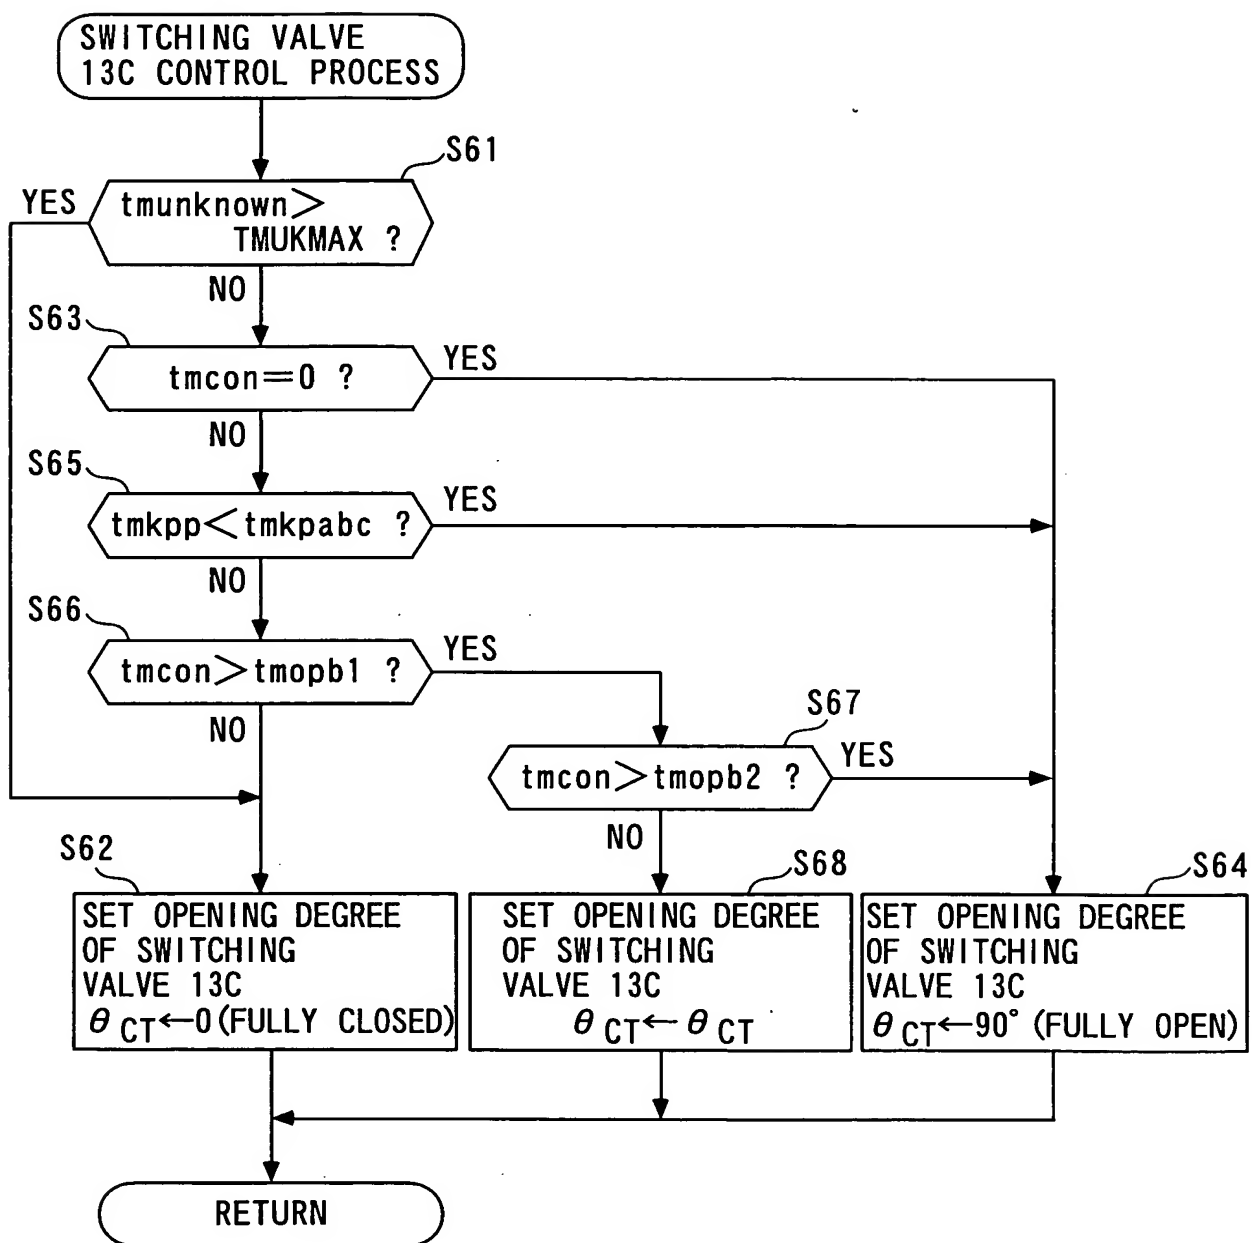 SWITCHING VALVE
13C CONTROL PROCESS
S61
YES
tmunknown>
TMUKMAX ?
NO
S63
tmcon=0 ?
YES
NO
S65
tmkpp<tmkpabc ?
YES
NO
S66
tmcon>tmopb1 ?
YES
NO
S67
tmcon>tmopb2 ?
YES
NO
S62
SET OPENING DEGREE
OF SWITCHING
VALVE 13C
θCT←0(FULLY CLOSED)
S68
SET OPENING DEGREE
OF SWITCHING
VALVE 13C
θCT←θCT
S64
SET OPENING DEGREE
OF SWITCHING
VALVE 13C
θCT←90°(FULLY OPEN)
RETURN